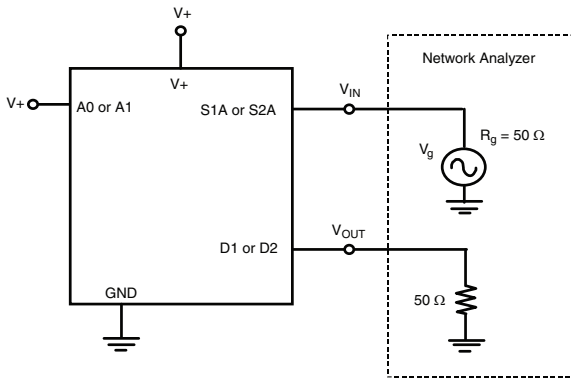 V+
Network Analyzer
V+
VIN
V+
A0 or A1
S1A or S2A
Rg = 50 Ω
Vg
VOUT
D1 or D2
GND
50 Ω